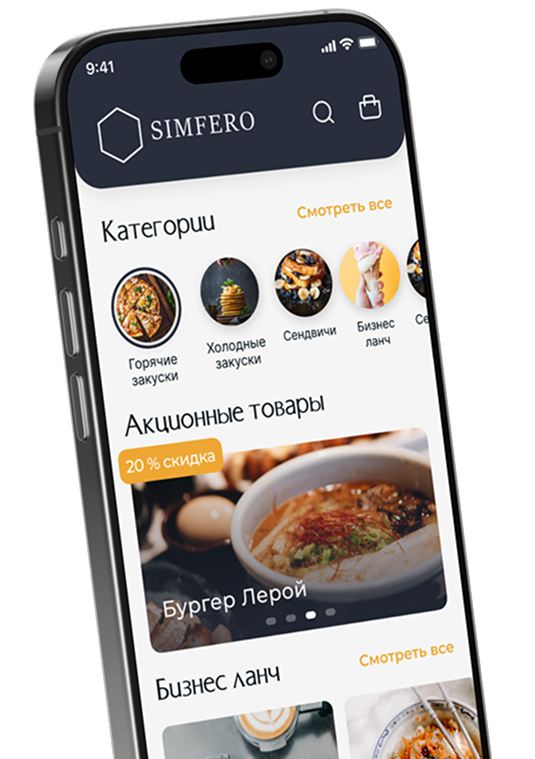 9:41
SIMFERO
Категории
Смотреть все
Горячие
закуски
Холодные
закуски
Сендвичи
Бизнес
ланч
Се
Акционные товары
20 % скидка
Бургер Лерой
Бизнес ланч
Смотреть все